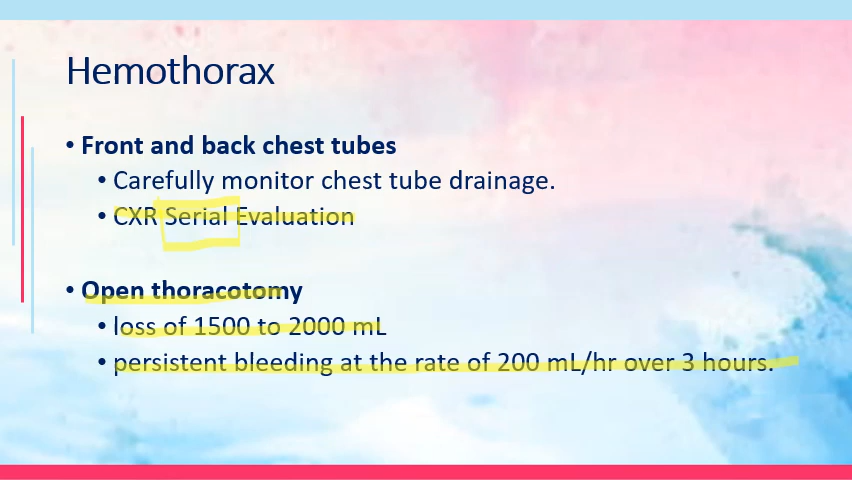 Hemothorax
• Front and back chest tubes
• Carefully monitor chest tube drainage.
• CXR Serial Evaluation
• Open thoracotomy
• loss of 1500 to 2000 mL
• persistent bleeding at the rate of 200 mL/hr over 3 hours.